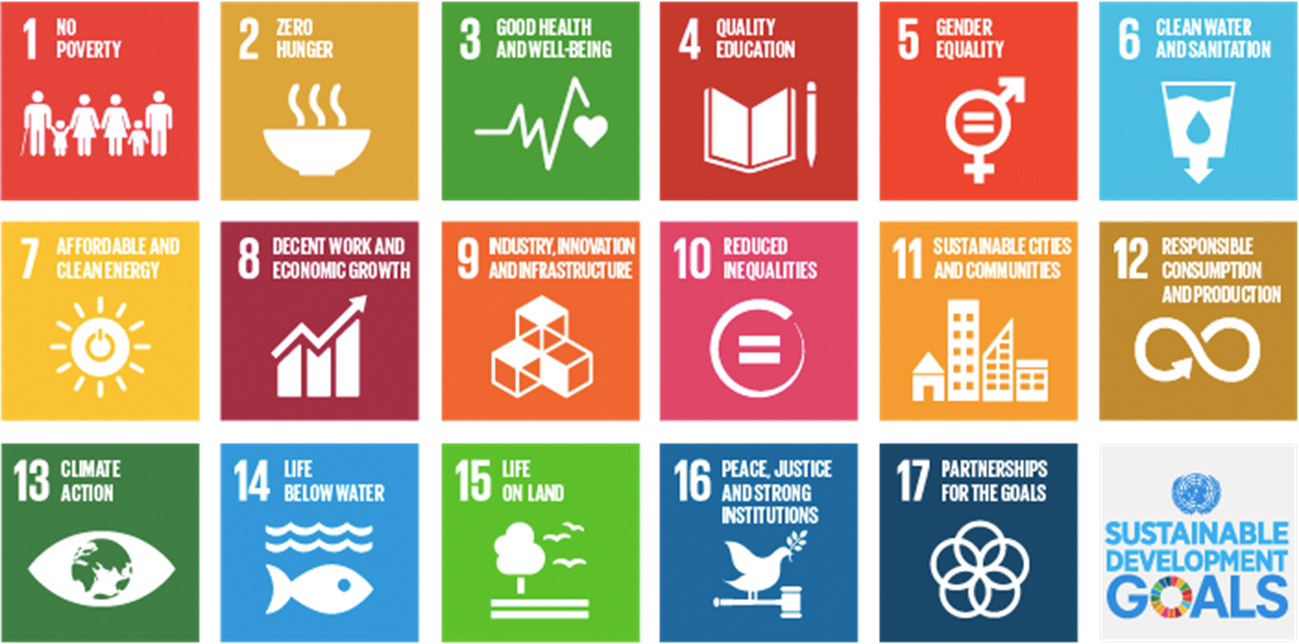 1 NO
POVERTY
2 ZERO
HUNGER
3 GOOD HEALTH
AND WELL-BEING
4 QUALITY
EDUCATION
5 GENDER
EQUALITY
6 CLEAN WATER
AND SANITATION
7 AFFORDABLE AND
CLEAN ENERGY
8 DECENT WORK AND
ECONOMIC GROWTH
9 INDUSTRY, INNOVATION
AND INFRASTRUCTURE
10 REDUCED
INEQUALITIES
11 SUSTAINABLE CITIES
AND COMMUNITIES
12 RESPONSIBLE
CONSUMPTION
AND PRODUCTION
13 CLIMATE
ACTION
14 LIFE
BELOW WATER
15 LIFE
ON LAND
16 PEACE, JUSTICE
AND STRONG
INSTITUTIONS
17 PARTNERSHIPS
FOR THE GOALS
SUSTAINABLE
DEVELOPMENT
GOALS